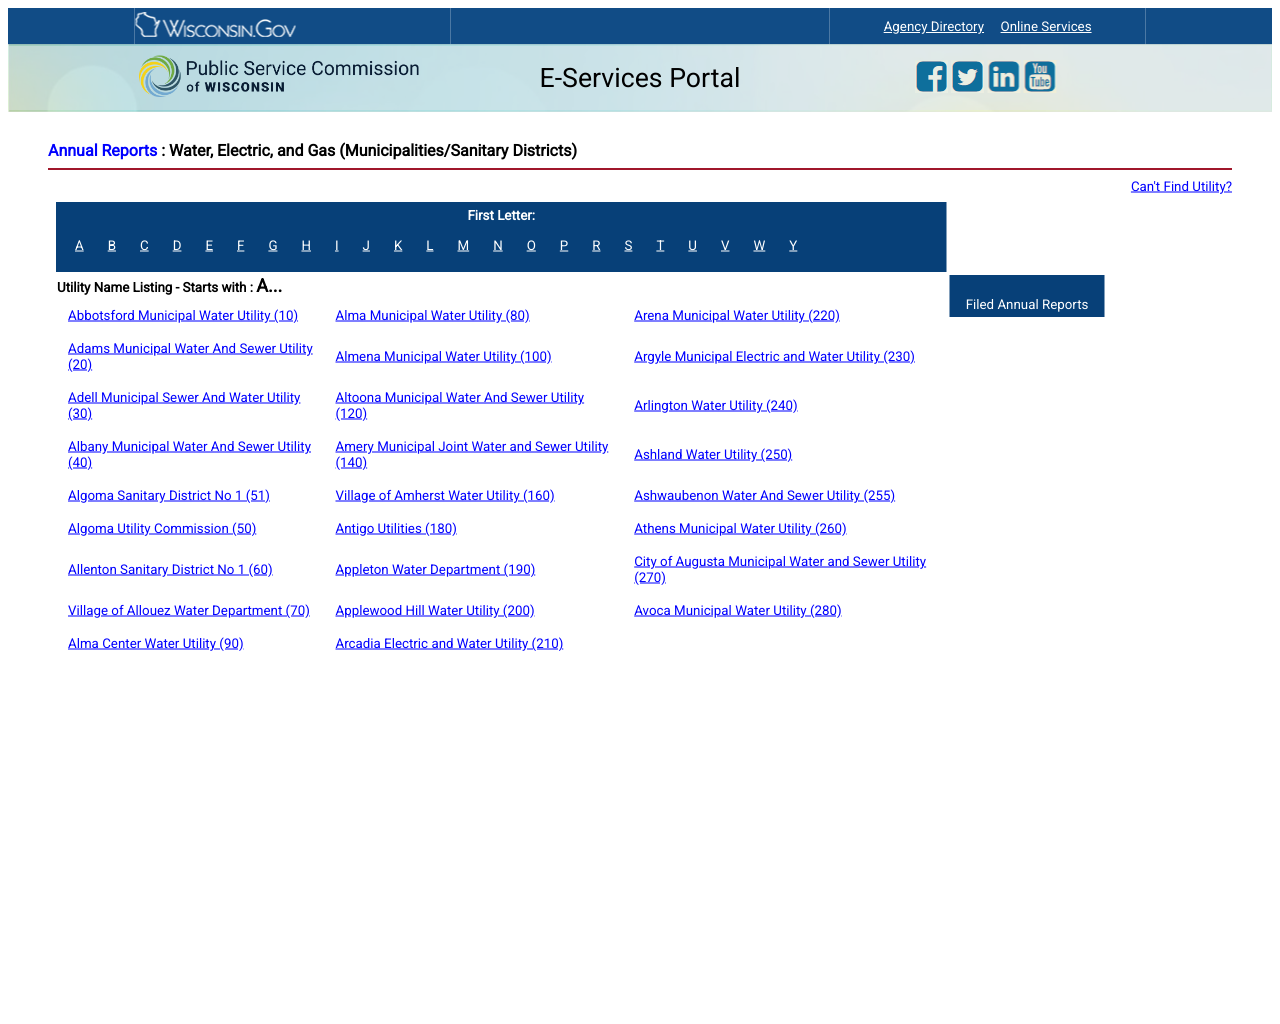 WISCONSIN.GOV
Agency Directory Online Services
Public Service Commission
of WISCONSIN
E-Services Portal
You
Tube
Annual Reports : Water, Electric, and Gas (Municipalities/Sanitary Districts)
Can't Find Utility?
First Letter:
A B C D E F G H I J K L M N O P R S T U V W Y
Utility Name Listing - Starts with : A...
Filed Annual Reports
Abbotsford Municipal Water Utility (10)
Alma Municipal Water Utility (80)
Arena Municipal Water Utility (220)
Adams Municipal Water And Sewer Utility
(20)
Almena Municipal Water Utility (100)
Argyle Municipal Electric and Water Utility (230)
Adell Municipal Sewer And Water Utility
(30)
Altoona Municipal Water And Sewer Utility
(120)
Arlington Water Utility (240)
Albany Municipal Water And Sewer Utility
(40)
Amery Municipal Joint Water and Sewer Utility
(140)
Ashland Water Utility (250)
Algoma Sanitary District No 1 (51)
Village of Amherst Water Utility (160)
Ashwaubenon Water And Sewer Utility (255)
Algoma Utility Commission (50)
Antigo Utilities (180)
Athens Municipal Water Utility (260)
Allenton Sanitary District No 1 (60)
Appleton Water Department (190)
City of Augusta Municipal Water and Sewer Utility
(270)
Village of Allouez Water Department (70)
Applewood Hill Water Utility (200)
Avoca Municipal Water Utility (280)
Alma Center Water Utility (90)
Arcadia Electric and Water Utility (210)